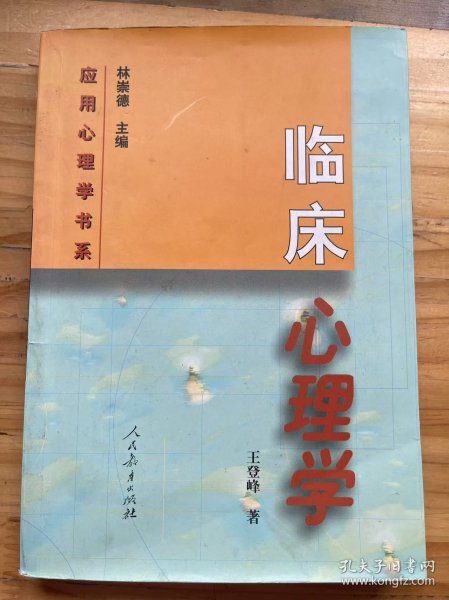 应用心理学书系
林崇德 主编
临床
心理学
王登峰 著
人民教育出版社
孔夫子旧书网
kongfz.com